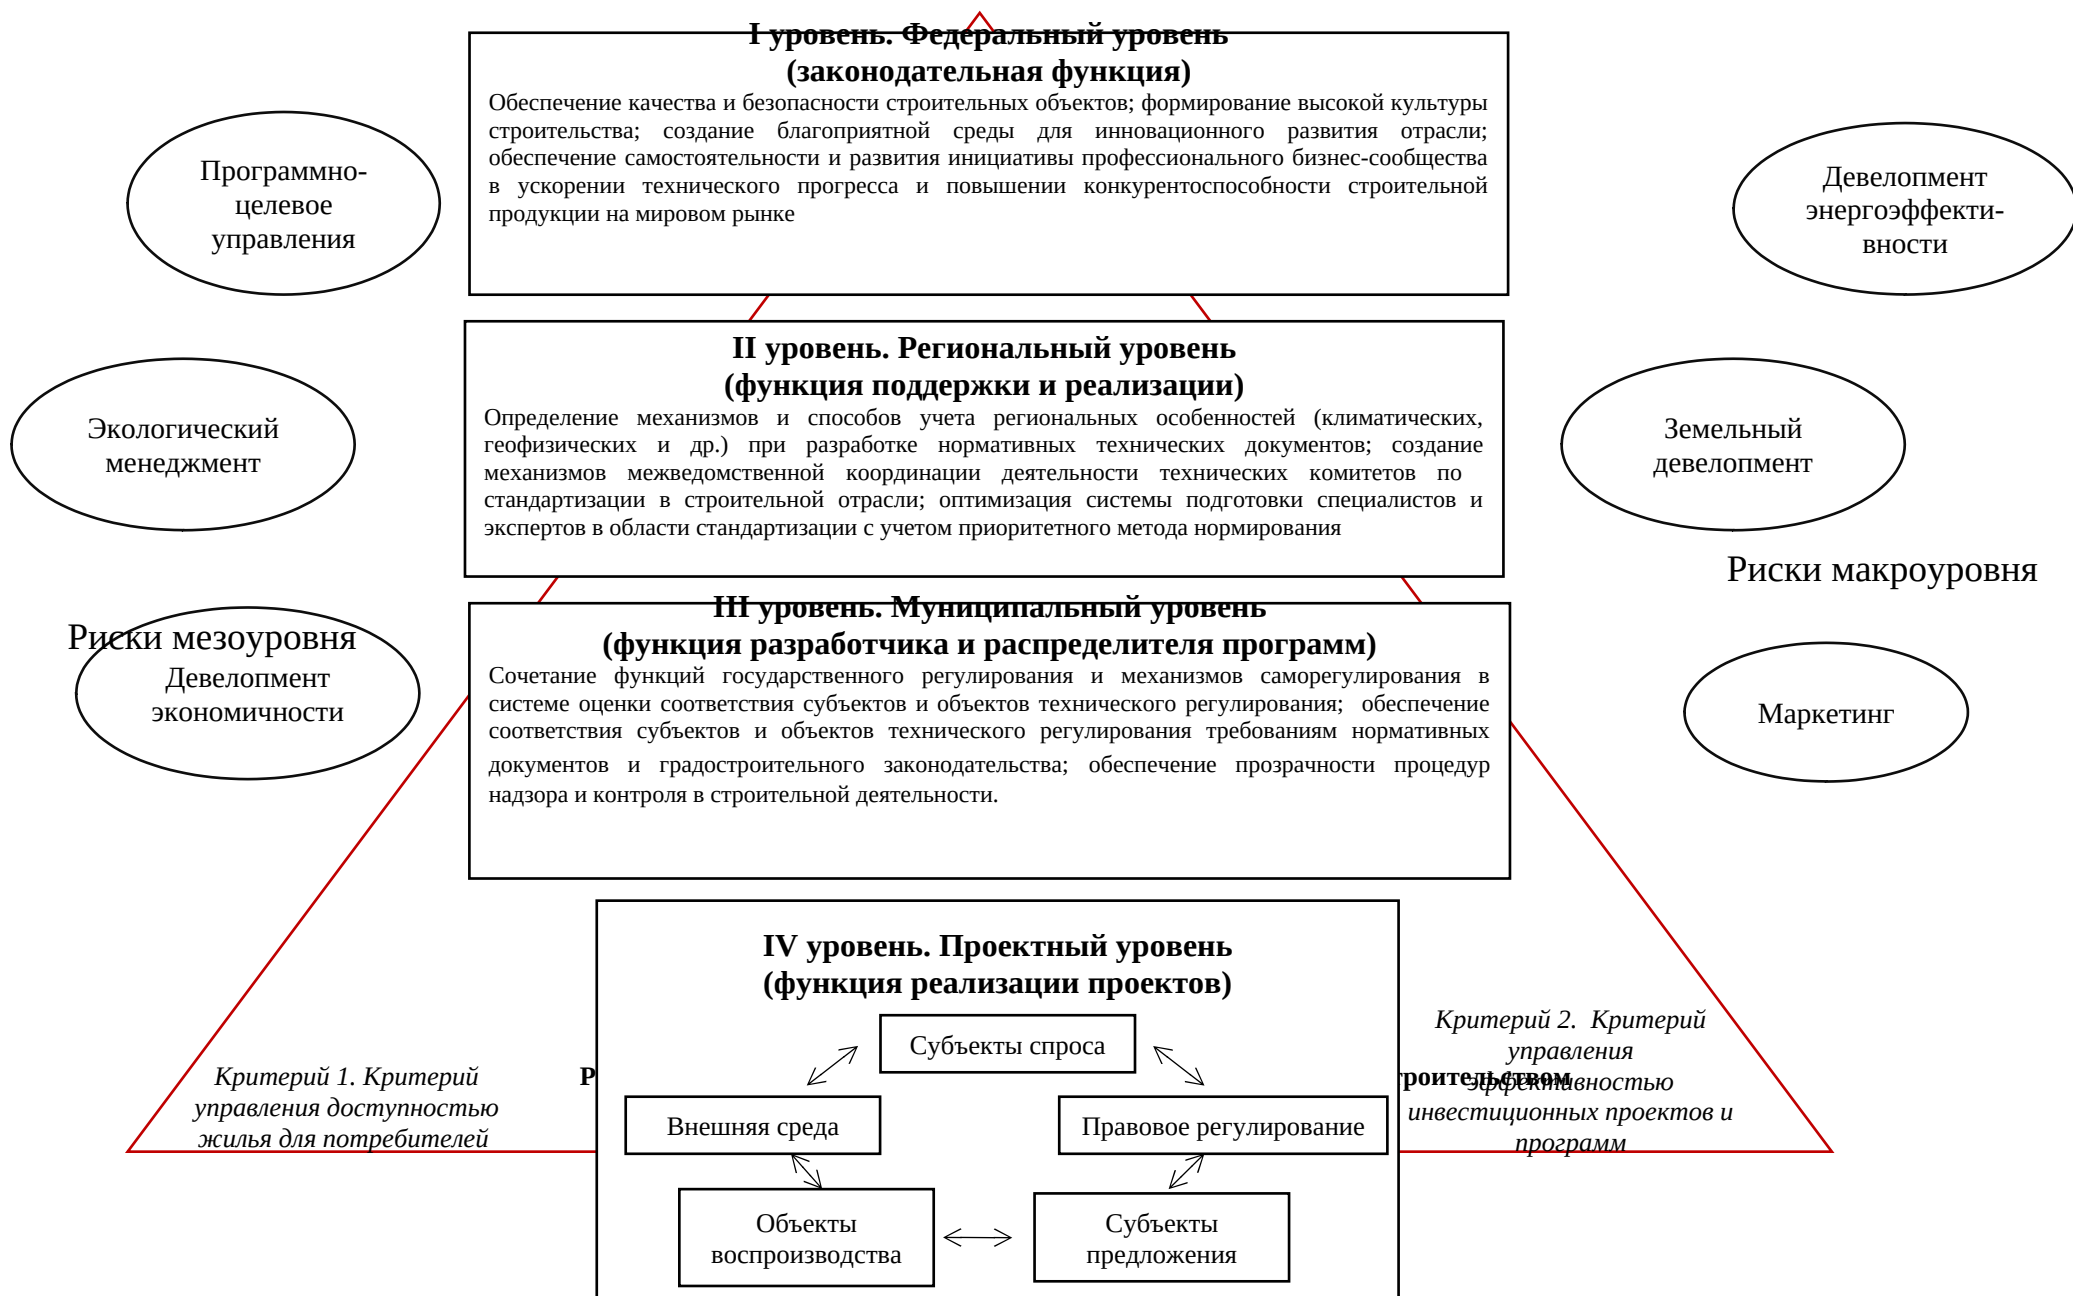 I уровень. Федеральный уровень
(законодательная функция)
Обеспечение качества и безопасности строительных объектов; формирование высокой культуры
строительства; создание благоприятной среды для инновационного развития отрасли;
обеспечение самостоятельности и развития инициативы профессионального бизнес-сообщества
в ускорении технического прогресса и повышении конкурентоспособности строительной
продукции на мировом рынке
Программно-
целевое
управления
Девелопмент
энергоэффекти-
вности
II уровень. Региональный уровень
(функция поддержки и реализации)
Определение механизмов и способов учета региональных особенностей (климатических,
геофизических и др.) при разработке нормативных технических документов; создание
механизмов межведомственной координации деятельности технических комитетов по
стандартизации в строительной отрасли; оптимизация системы подготовки специалистов и
экспертов в области стандартизации с учетом приоритетного метода нормирования
Экологический
менеджмент
Земельный
девелопмент
Риски макроуровня
III уровень. Муниципальный уровень
(функция разработчика и распределителя программ)
Сочетание функций государственного регулирования и механизмов саморегулирования в
системе оценки соответствия субъектов и объектов технического регулирования; обеспечение
соответствия субъектов и объектов технического регулирования требованиям нормативных
документов и градостроительного законодательства; обеспечение прозрачности процедур
надзора и контроля в строительной деятельности.
Риски мезоуровня
Девелопмент
экономичности
Маркетинг
IV уровень. Проектный уровень
(функция реализации проектов)
Субъекты спроса
Внешняя среда
Правовое регулирование
Объекты
воспроизводства
Субъекты
предложения
Критерий 1. Критерий
управления доступностью
жилья для потребителей
Критерий 2. Критерий
управления
эффективностью
инвестиционных проектов и
программ